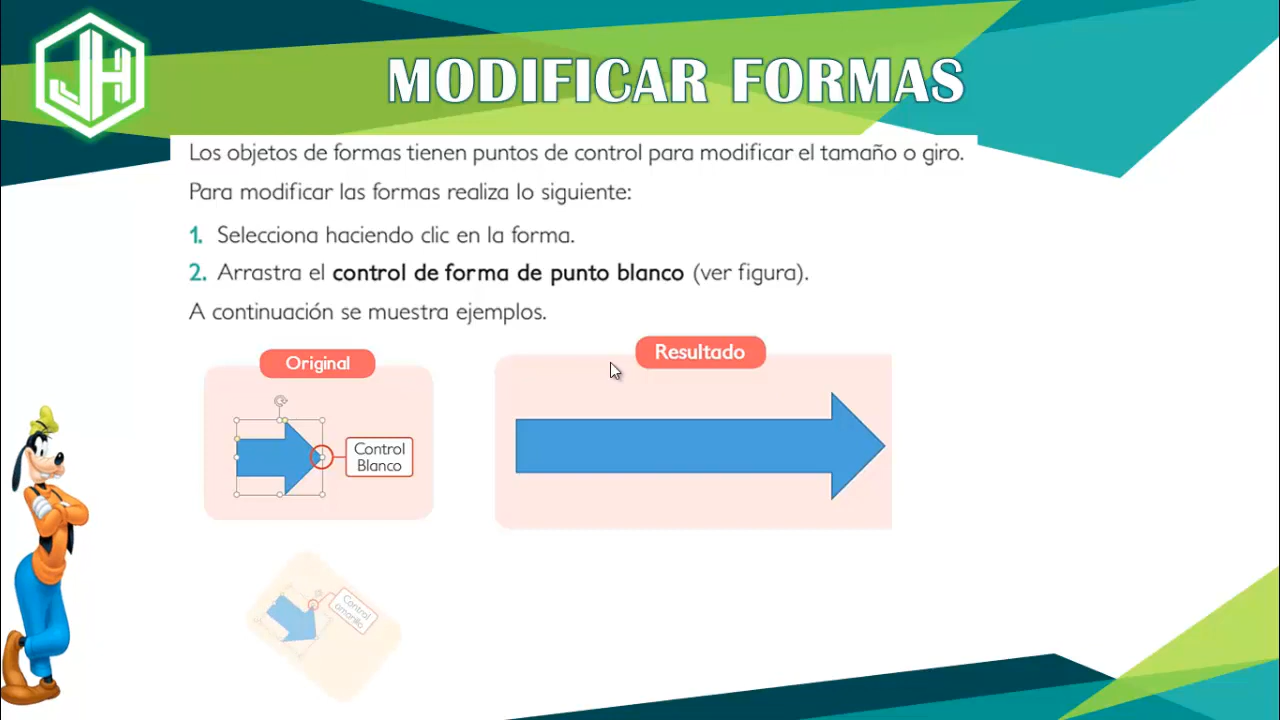 JH
MODIFICAR FORMAS
Los objetos de formas tienen puntos de control para modificar el tamaño o giro.
Para modificar las formas realiza lo siguiente:
1. Selecciona haciendo clic en la forma.
2. Arrastra el control de forma de punto blanco (ver figura).
A continuación se muestra ejemplos.
Original
Resultado
Control
Blanco
Control
amarillo